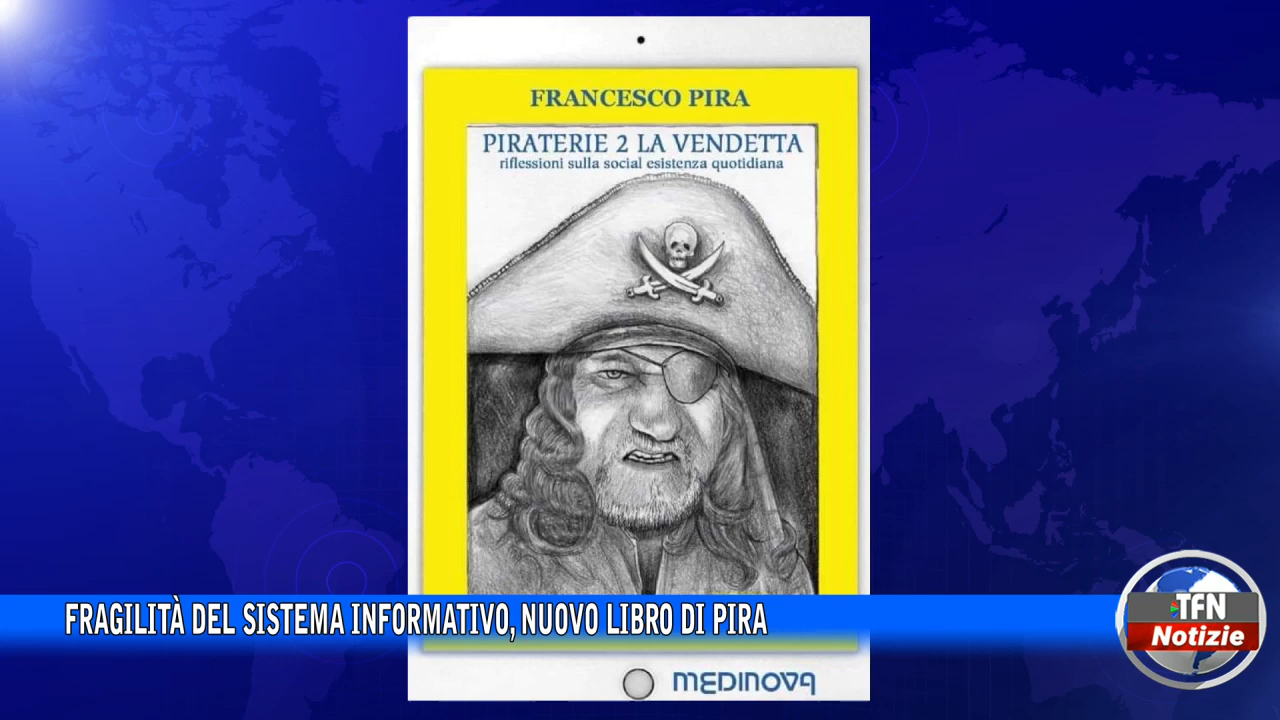 FRANCESCO PIRA
PIRATERIE 2 LA VENDETTA
riflessioni sulla social esistenza quotidiana
FRAGILITÀ DEL SISTEMA INFORMATIVO, NUOVO LIBRO DI PIRA
TFN
Notizie
MEDINOVA